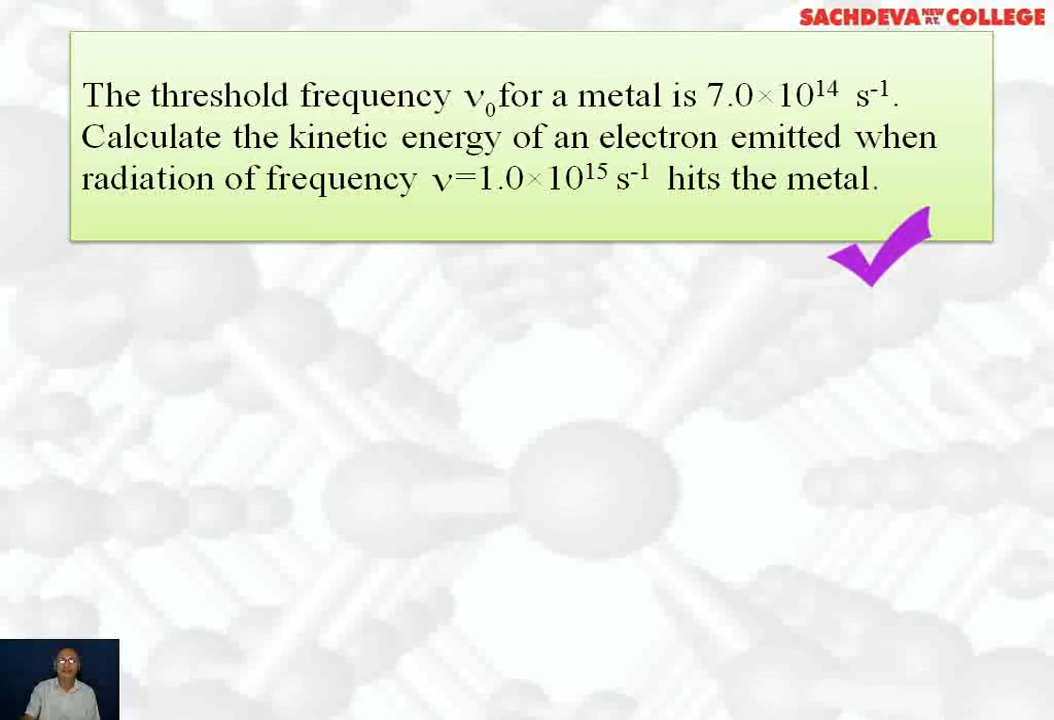 SACHDEVA NEW P.T. COLLEGE
The threshold frequency ν₀ for a metal is 7.0×10¹⁴ s⁻¹.
Calculate the kinetic energy of an electron emitted when
radiation of frequency ν=1.0×10¹⁵ s⁻¹ hits the metal.